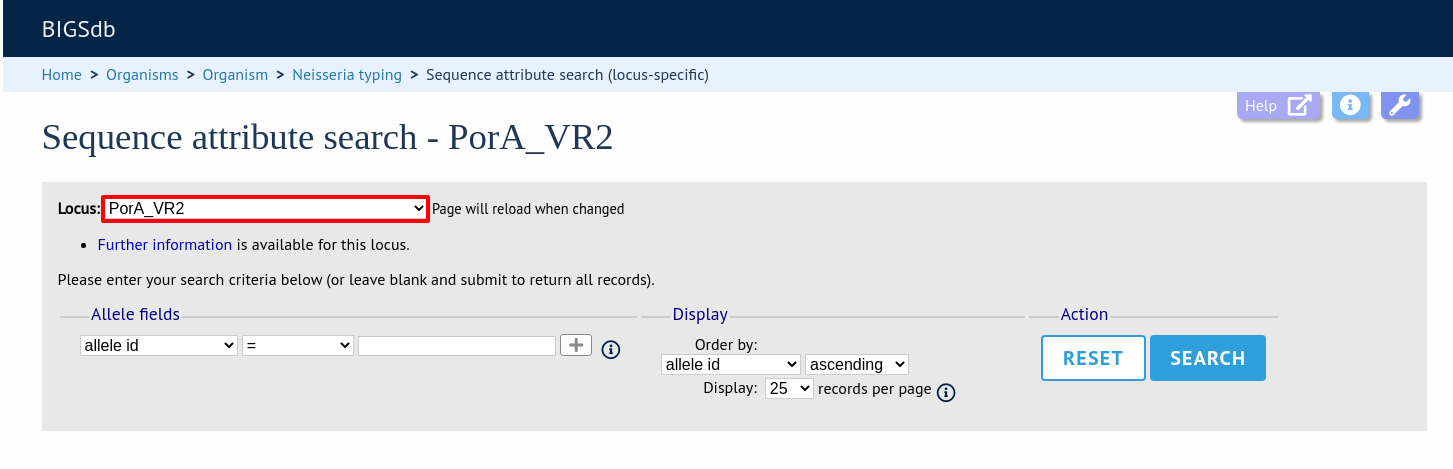 BIGSdb
Home > Organisms > Organism > Neisseria typing > Sequence attribute search (locus-specific)
Help
Sequence attribute search - PorA_VR2
Locus: PorA_VR2 Page will reload when changed
• Further information is available for this locus.
Please enter your search criteria below (or leave blank and submit to return all records).
Allele fields
allele id = +
Display
Order by:
allele id ascending
Display: 25 records per page
Action
RESET SEARCH